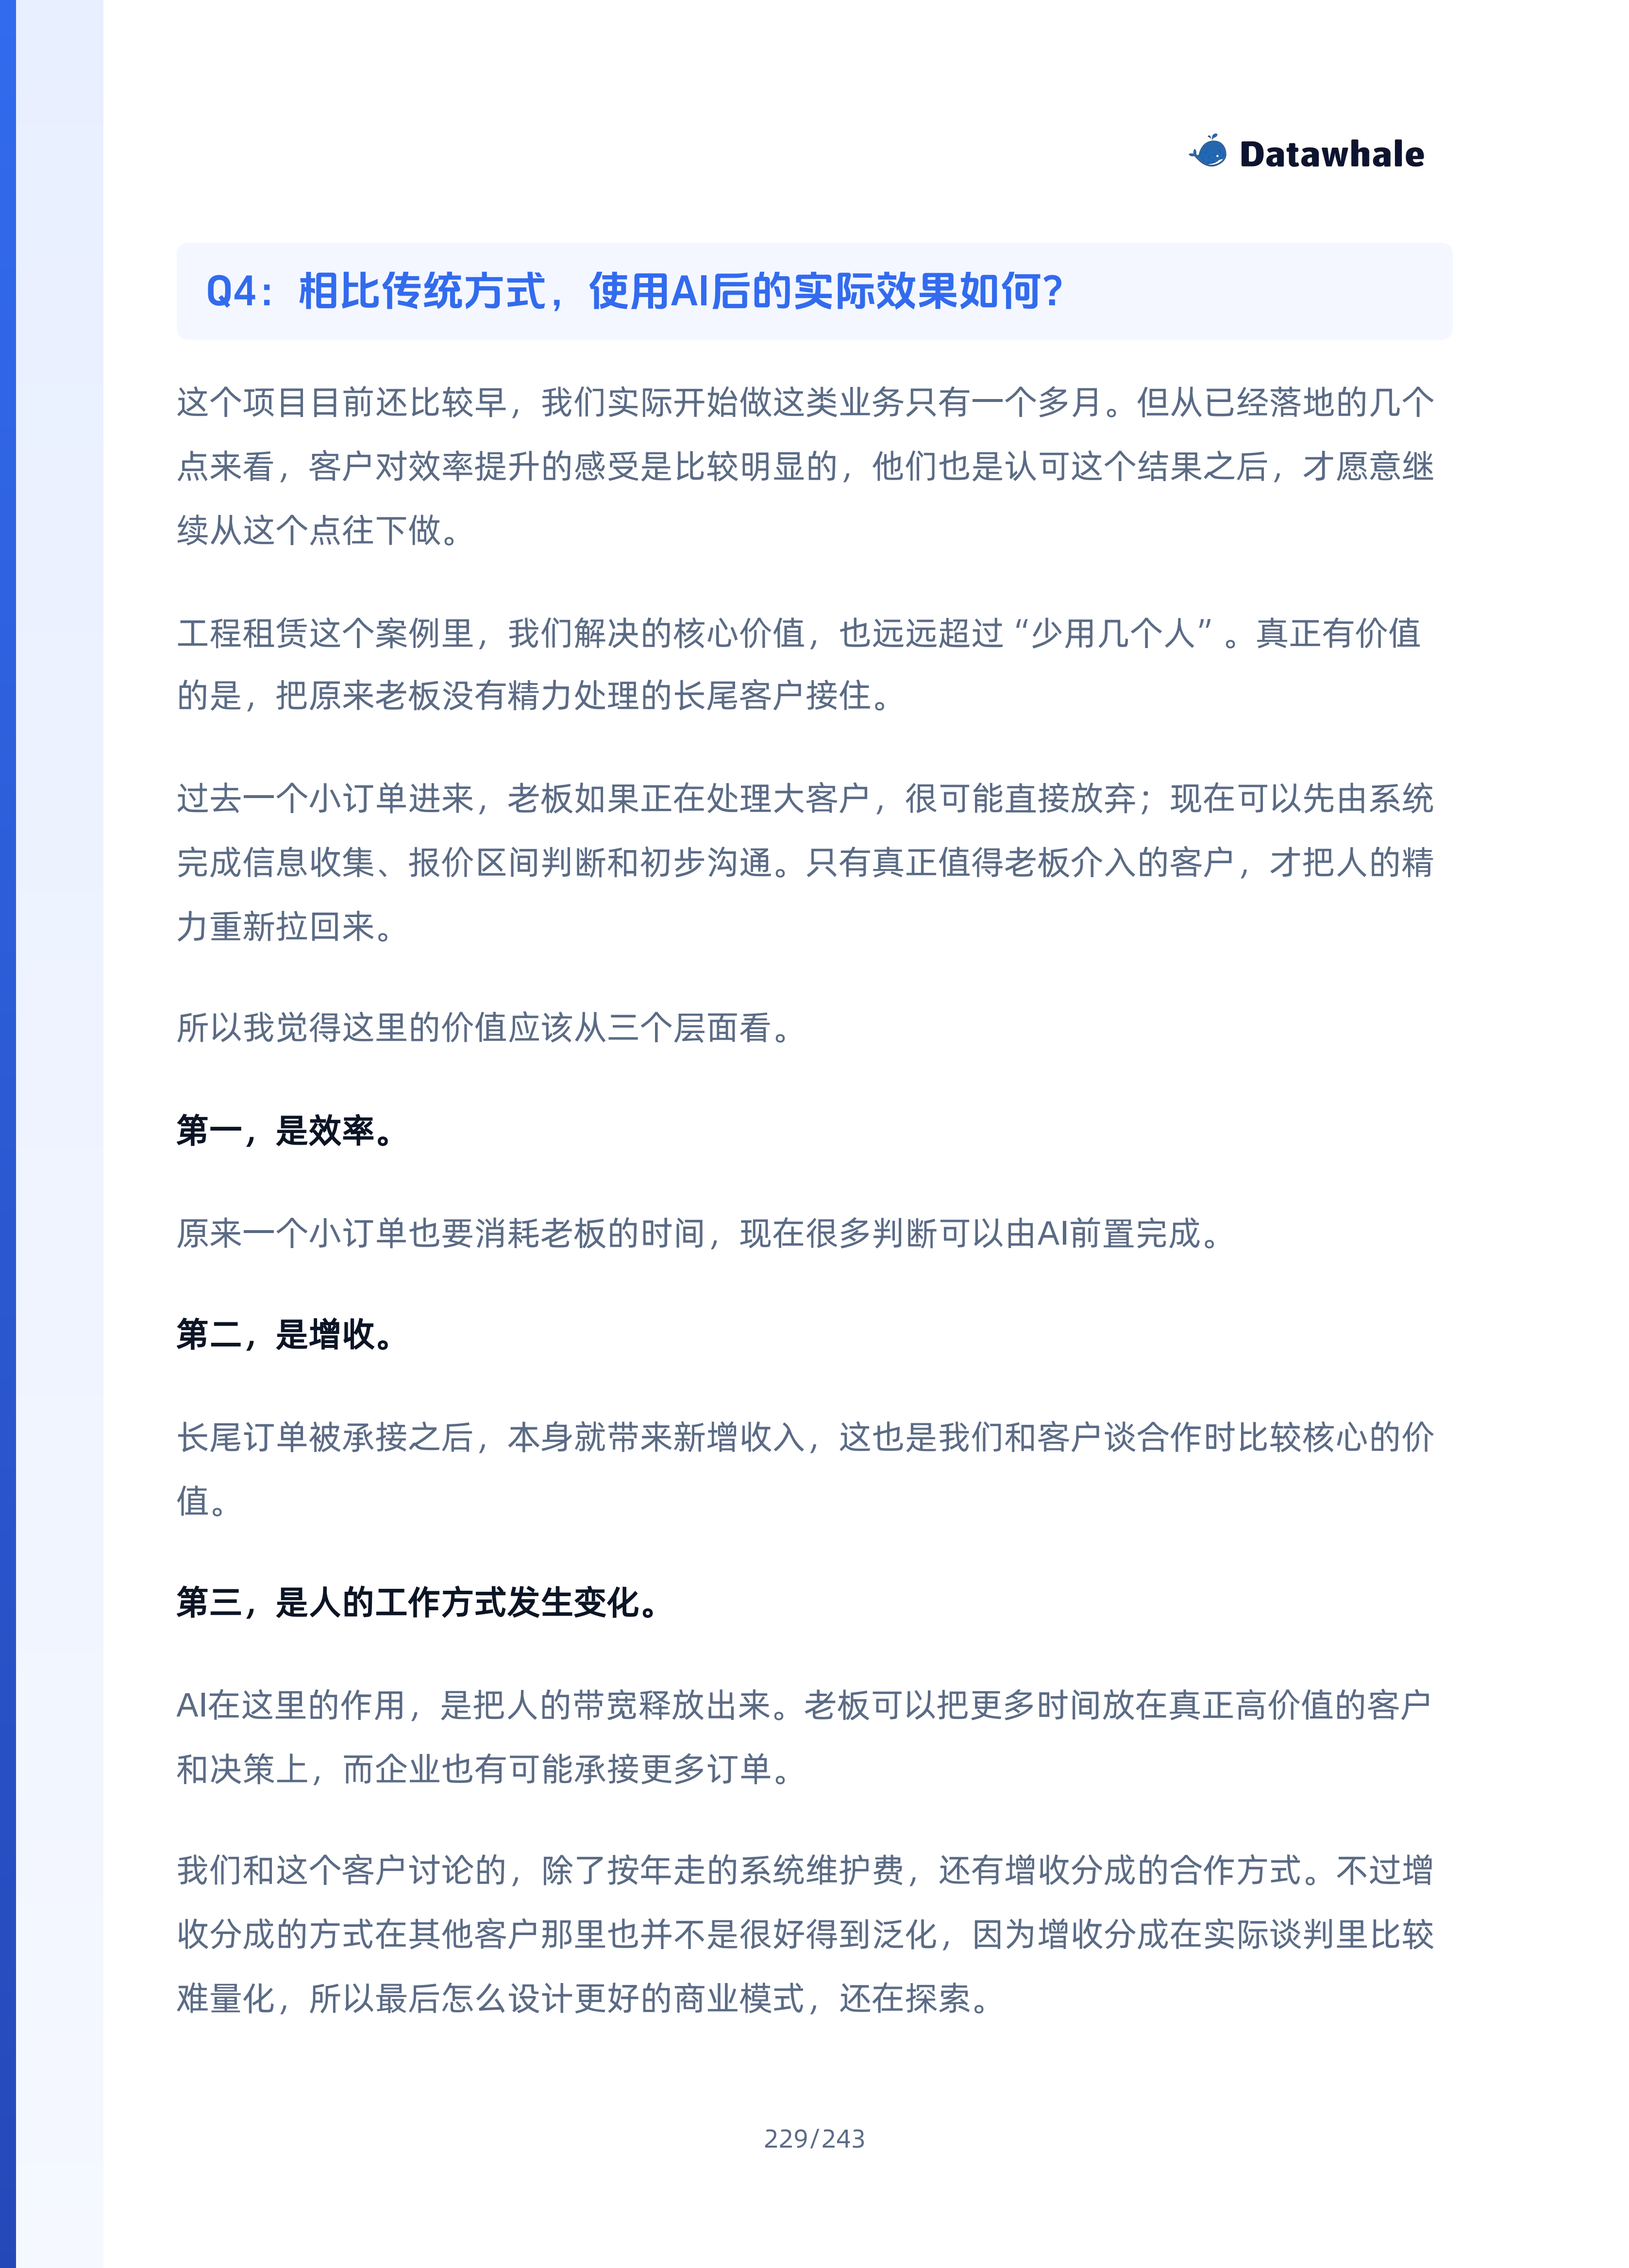 Datawhale
Q4：相比传统方式，使用AI后的实际效果如何？
这个项目目前还比较早，我们实际开始做这类业务只有一个多月。但从已经落地的几个
点来看，客户对效率提升的感受是比较明显的，他们也是认可这个结果之后，才愿意继
续从这个点往下做。
工程租赁这个案例里，我们解决的核心价值，也远远超过“少用几个人”。真正有价值
的是，把原来老板没有精力处理的长尾客户接住。
过去一个小订单进来，老板如果正在处理大客户，很可能直接放弃；现在可以先由系统
完成信息收集、报价区间判断和初步沟通。只有真正值得老板介入的客户，才把人的精
力重新拉回来。
所以我觉得这里的价值应该从三个层面看。
第一，是效率。
原来一个小订单也要消耗老板的时间，现在很多判断可以由AI前置完成。
第二，是增收。
长尾订单被承接之后，本身就带来新增收入，这也是我们和客户谈合作时比较核心的价
值。
第三，是人的工作方式发生变化。
AI在这里的作用，是把人的带宽释放出来。老板可以把更多时间放在真正高价值的客户
和决策上，而企业也有可能承接更多订单。
我们和这个客户讨论的，除了按年走的系统维护费，还有增收分成的合作方式。不过增
收分成的方式在其他客户那里也并不是很好得到泛化，因为增收分成在实际谈判里比较
难量化，所以最后怎么设计更好的商业模式，还在探索。
229/243